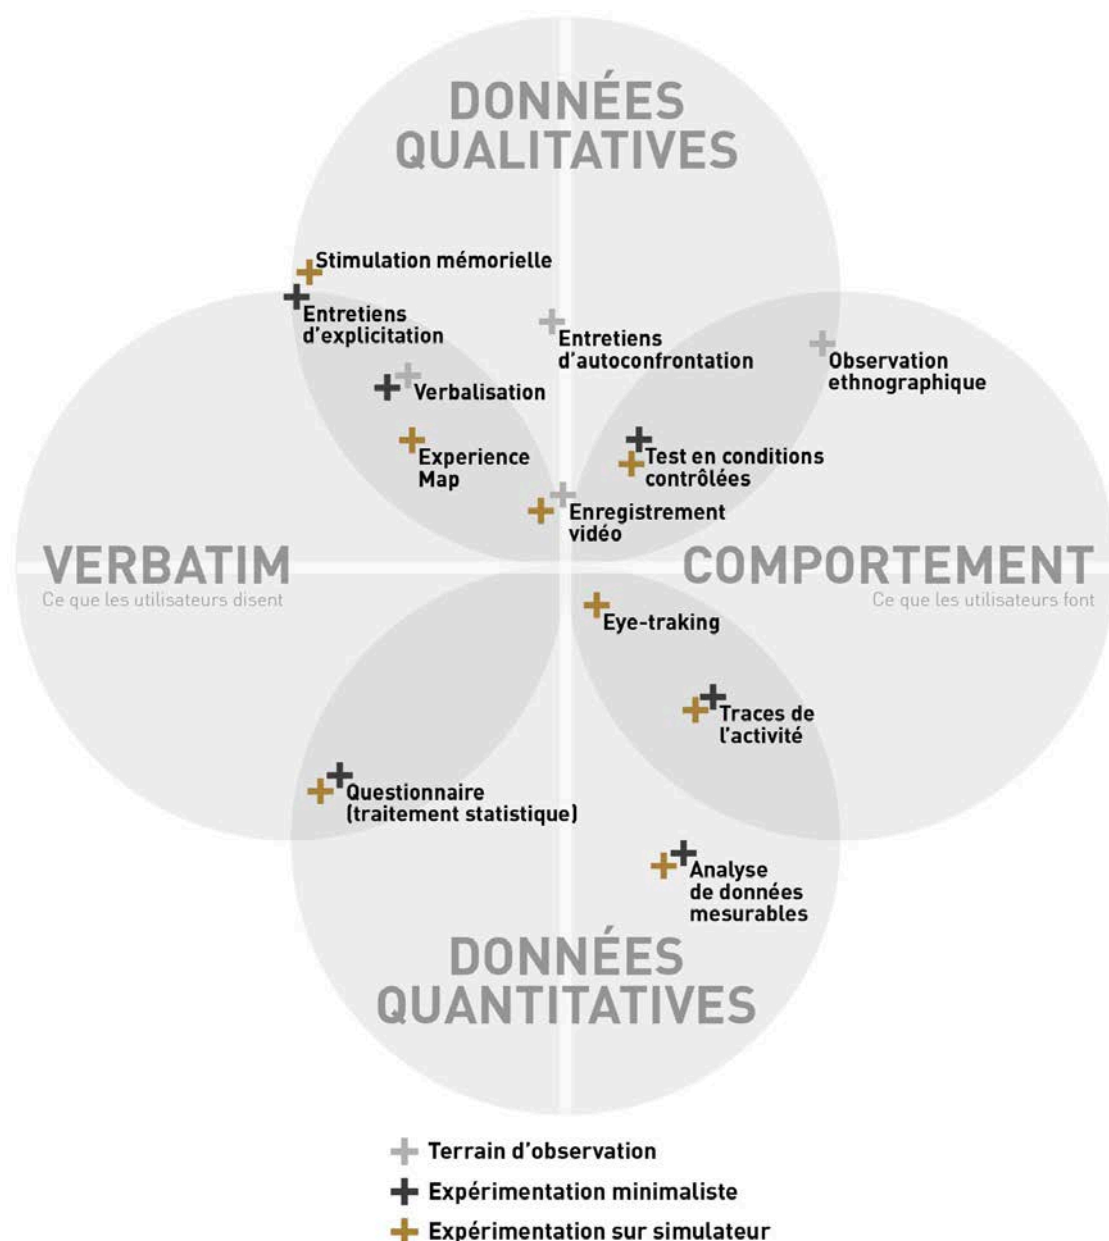 DONNÉES
QUALITATIVES
Stimulation mémorielle
Entretiens
d'explicitation
Entretiens
d'autoconfrontation
Observation
ethnographique
Verbalisation
Experience
Map
Test en conditions
contrôlées
Enregistrement
vidéo
VERBATIM
Ce que les utilisateurs disent
COMPORTEMENT
Ce que les utilisateurs font
Eye-traking
Traces de
l'activité
Questionnaire
(traitement statistique)
Analyse
de données
mesurables
DONNÉES
QUANTITATIVES
Terrain d'observation
Expérimentation minimaliste
Expérimentation sur simulateur